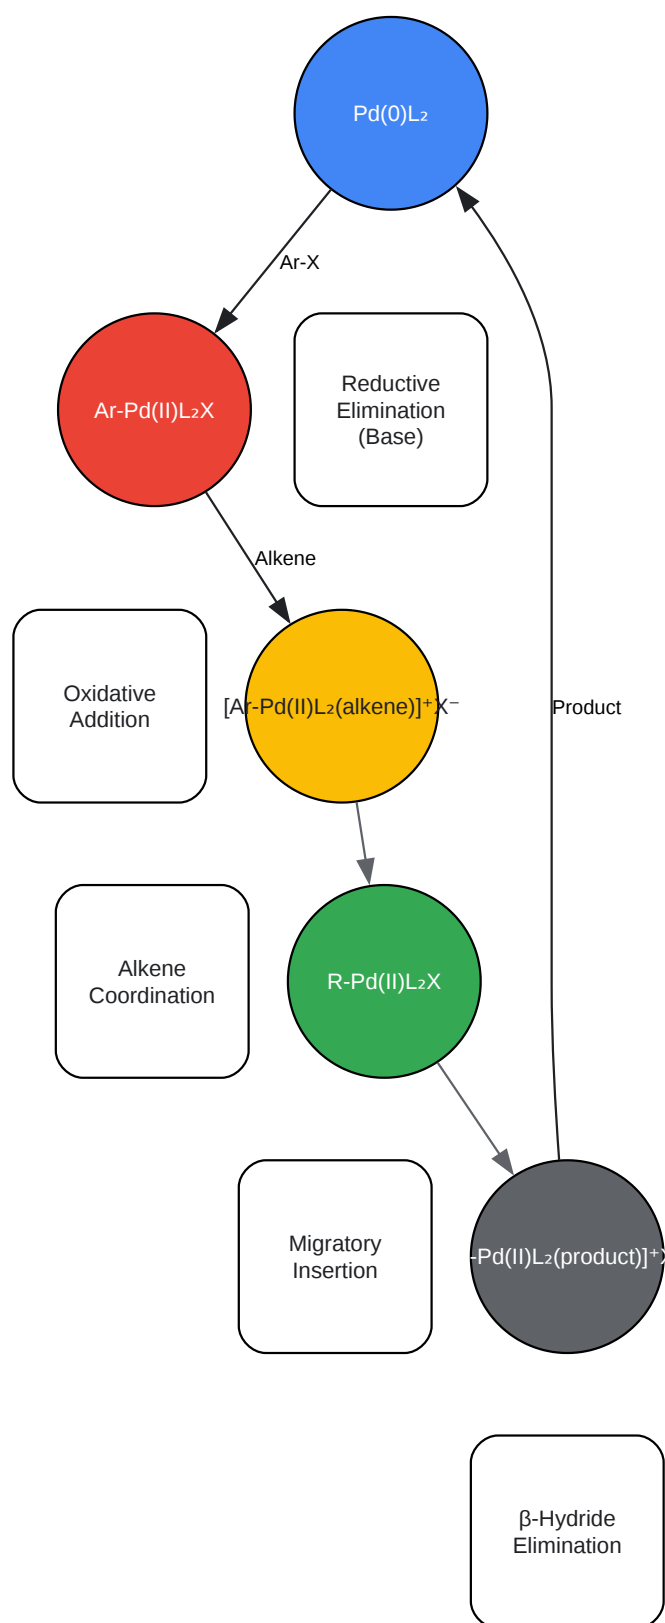 Pd(0)L₂
Ar-X
Reductive
Elimination
(Base)
Ar-Pd(II)L₂X
Alkene
Oxidative
Addition
[Ar-Pd(II)L₂(alkene)]⁺X⁻
Product
Alkene
Coordination
R-Pd(II)L₂X
Migratory
Insertion
-Pd(II)L₂(product)]⁺X
β-Hydride
Elimination